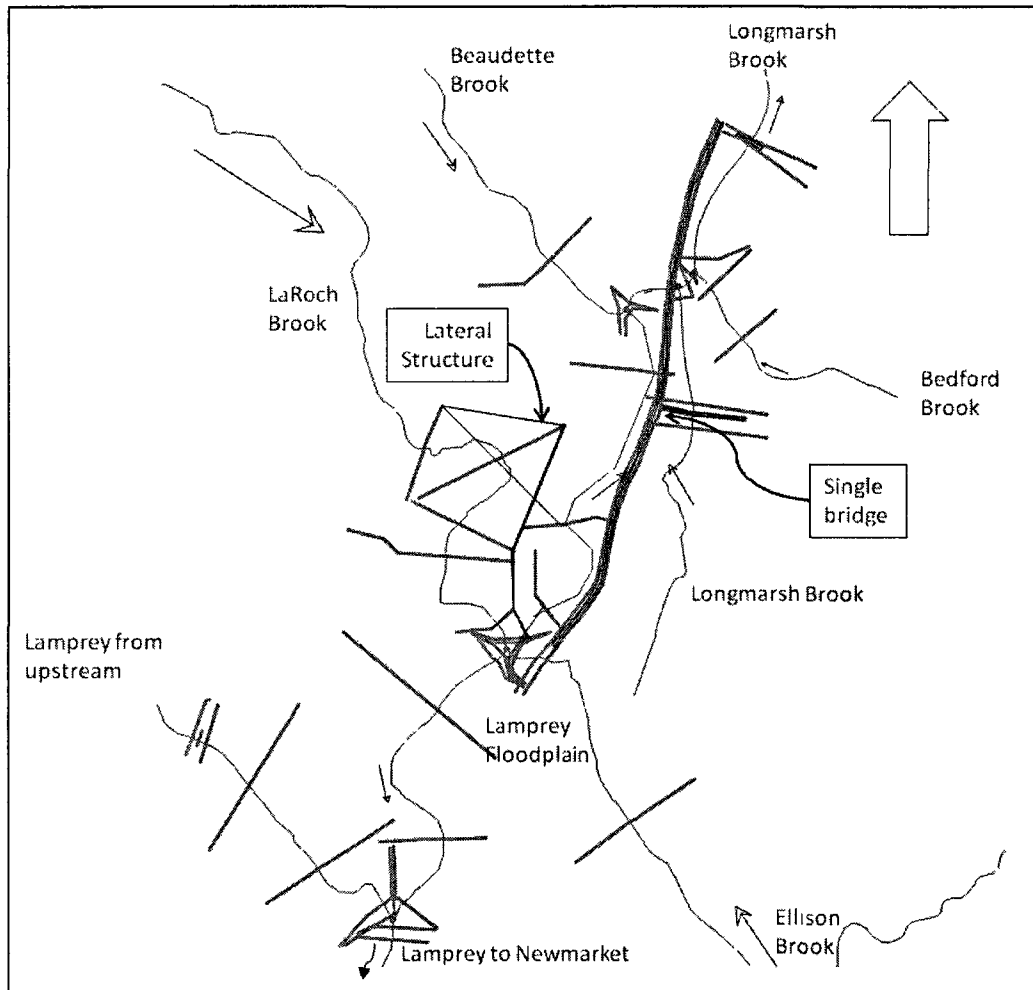 Longmarsh
Brook
Beaudette
Brook
LaRoch
Brook
Lateral
Structure
Bedford
Brook
Single
bridge
Longmarsh Brook
Lamprey from
upstream
Lamprey
Floodplain
Ellison
Brook
Lamprey to Newmarket